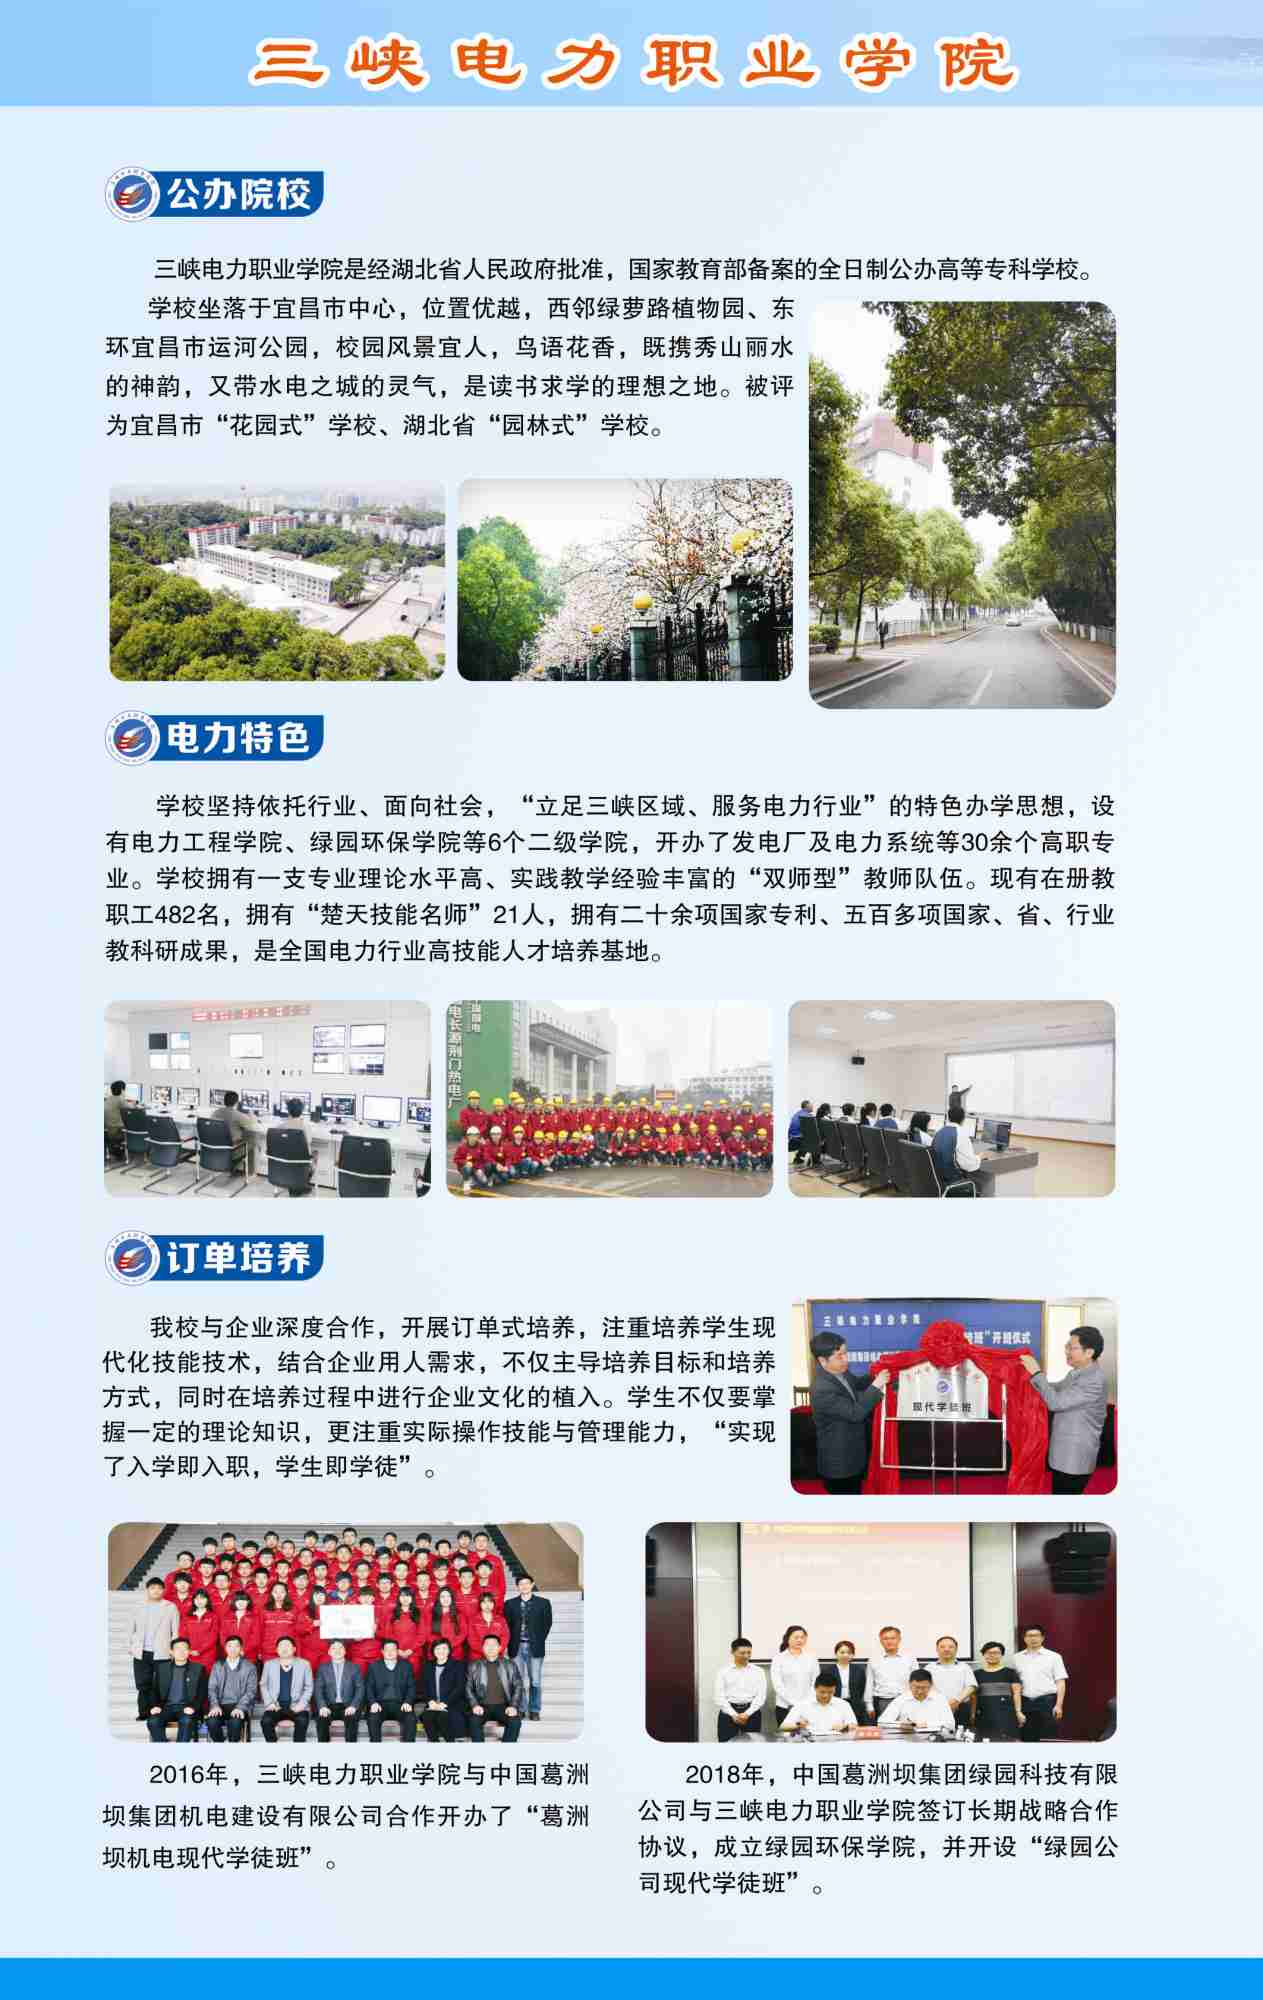 三峡电力职业学院
公办院校
三峡电力职业学院是经湖北省人民政府批准，国家教育部备案的全日制公办高等专科学校。
学校坐落于宜昌市中心，位置优越，西邻绿萝路植物园、东
环宜昌市运河公园，校园风景宜人，鸟语花香，既携秀山丽水
的神韵，又带水电之城的灵气，是读书求学的理想之地。被评
为宜昌市“花园式”学校、湖北省“园林式”学校。
电力特色
学校坚持依托行业、面向社会，“立足三峡区域、服务电力行业”的特色办学思想，设
有电力工程学院、绿园环保学院等6个二级学院，开办了发电厂及电力系统等30余个高职专
业。学校拥有一支专业理论水平高、实践教学经验丰富的“双师型”教师队伍。现有在册教
职工482名，拥有“楚天技能名师”21人，拥有二十余项国家专利、五百多项国家、省、行业
教科研成果，是全国电力行业高技能人才培养基地。
电长源荆门热电厂
订单培养
我校与企业深度合作，开展订单式培养，注重培养学生现
代化技能技术，结合企业用人需求，不仅主导培养目标和培养
方式，同时在培养过程中进行企业文化的植入。学生不仅要掌
握一定的理论知识，更注重实际操作技能与管理能力，“实现
了入学即入职，学生即学徒”。
三峡电力职业学院
班”开班仪式
现代学徒班
2016年，三峡电力职业学院与中国葛洲
坝集团机电建设有限公司合作开办了“葛洲
坝机电现代学徒班”。
2018年，中国葛洲坝集团绿园科技有限
公司与三峡电力职业学院签订长期战略合作
协议，成立绿园环保学院，并开设“绿园公
司现代学徒班”。